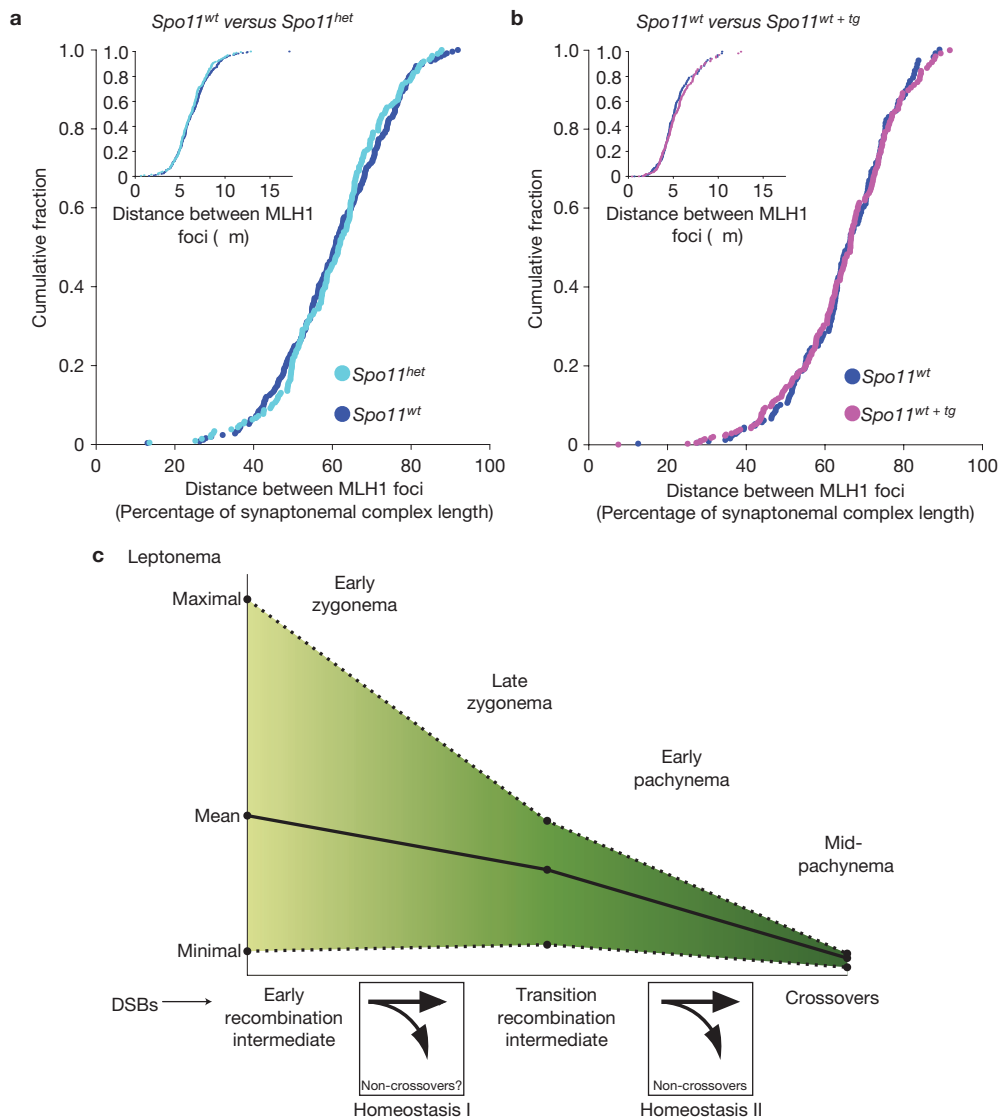 a
Spo11wt versus Spo11het
1.0
0.8
0.6
0.4
0.2
0
0
20
40
60
80
100
Cumulative fraction
Distance between MLH1 foci
(Percentage of synaptonemal complex length)
1.0
0.8
0.6
0.4
0.2
0
0
5
10
15
Distance between MLH1
foci ( m)
Spo11het
Spo11wt
b
Spo11wt versus Spo11wt + tg
1.0
0.8
0.6
0.4
0.2
0
0
20
40
60
80
100
Cumulative fraction
Distance between MLH1 foci
(Percentage of synaptonemal complex length)
1.0
0.8
0.6
0.4
0.2
0
0
5
10
15
Distance between MLH1
foci ( m)
Spo11wt
Spo11wt + tg
c
Leptonema
Maximal
Mean
Minimal
Early
zygonema
Late
zygonema
Early
pachynema
Mid-
pachynema
DSBs
Early
recombination
intermediate
Non-crossovers?
Homeostasis I
Transition
recombination
intermediate
Non-crossovers
Homeostasis II
Crossovers